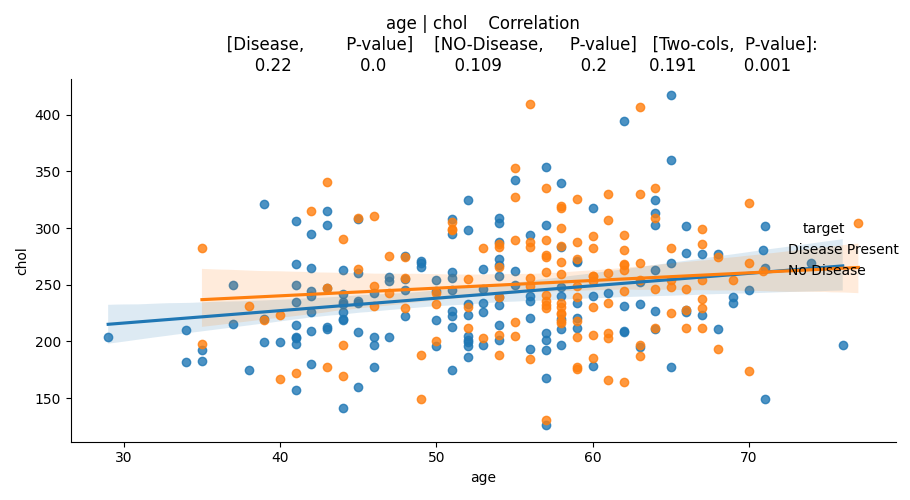 age | chol Correlation
[Disease, P-value] [NO-Disease, P-value] [Two-cols, P-value]:
0.22 0.0 0.109 0.2 0.191 0.001
400
350
300
250
200
150
chol
30 40 50 60 70
age
target
Disease Present
No Disease